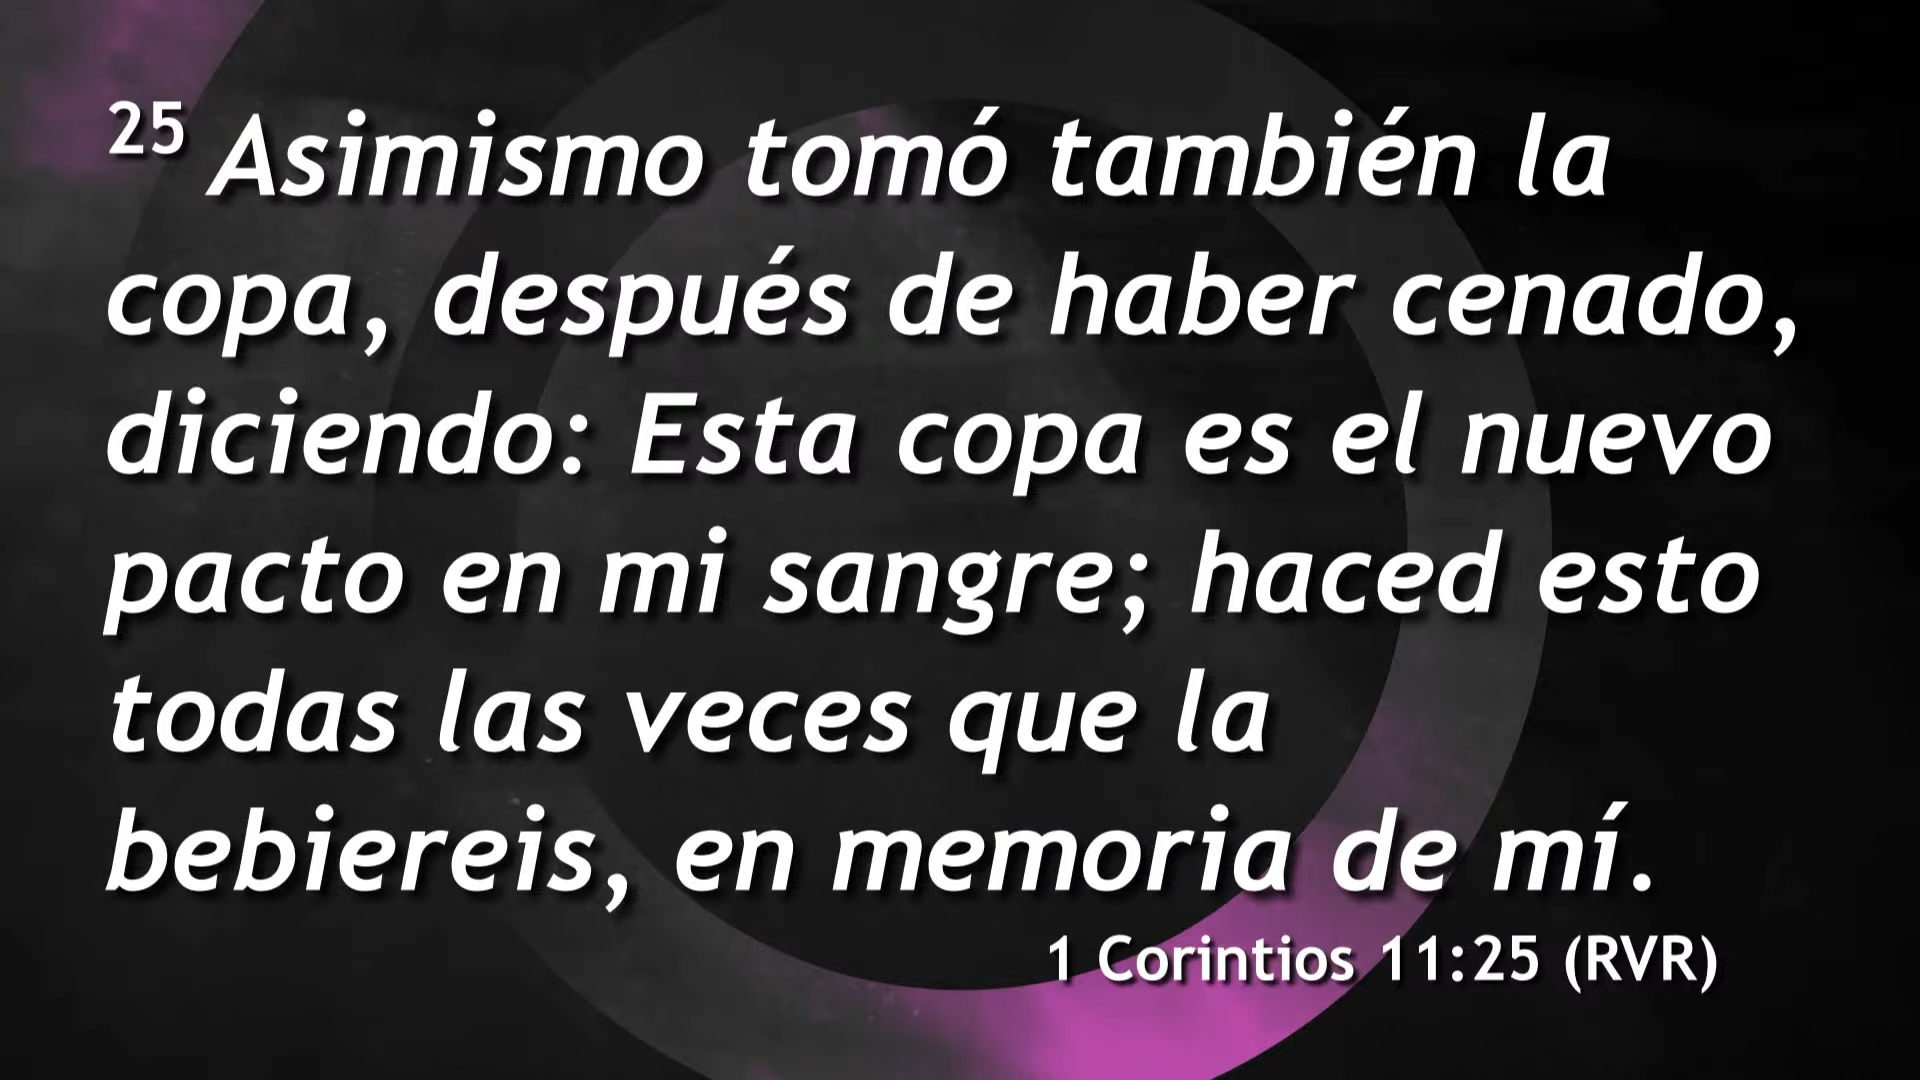 25 Asimismo tomó también la
copa, después de haber cenado,
diciendo: Esta copa es el nuevo
pacto en mi sangre; haced esto
todas las veces que la
bebiereis, en memoria de mí.
1 Corintios 11:25 (RVR)